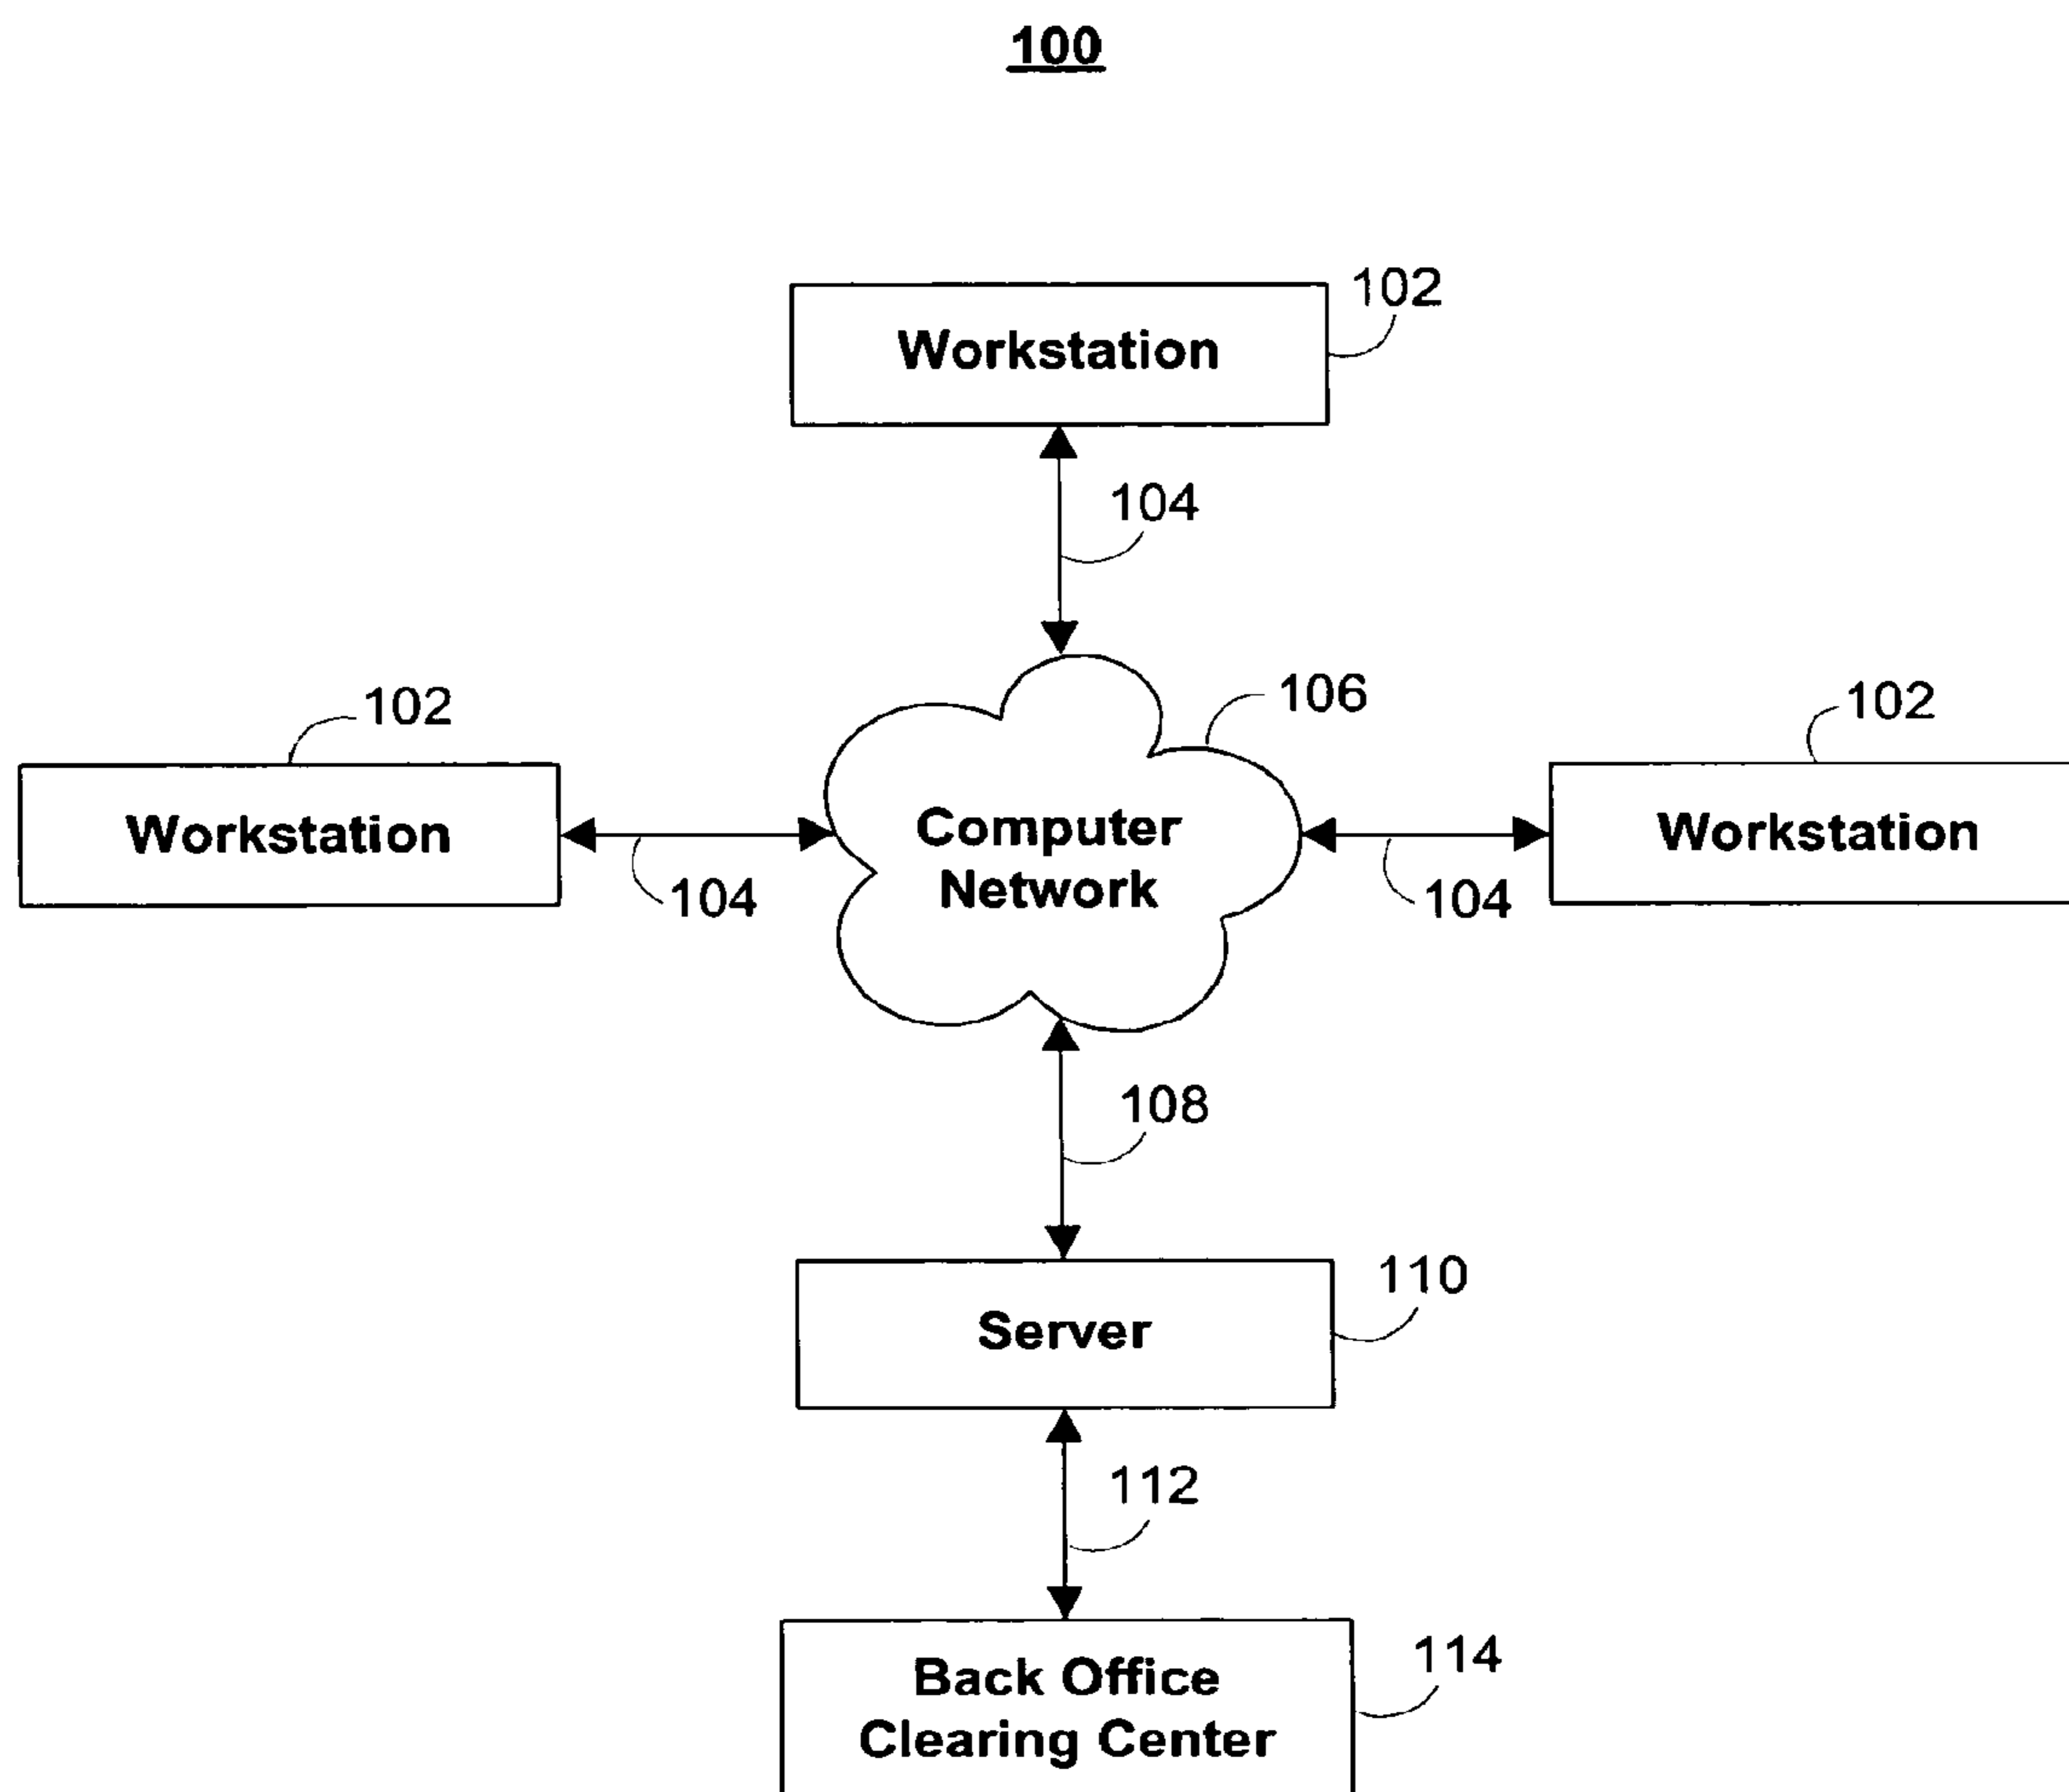 100
102
Workstation
104
102
106
102
Workstation
Computer
Network
Workstation
104
104
108
110
Server
112
114
Back Office
Clearing Center